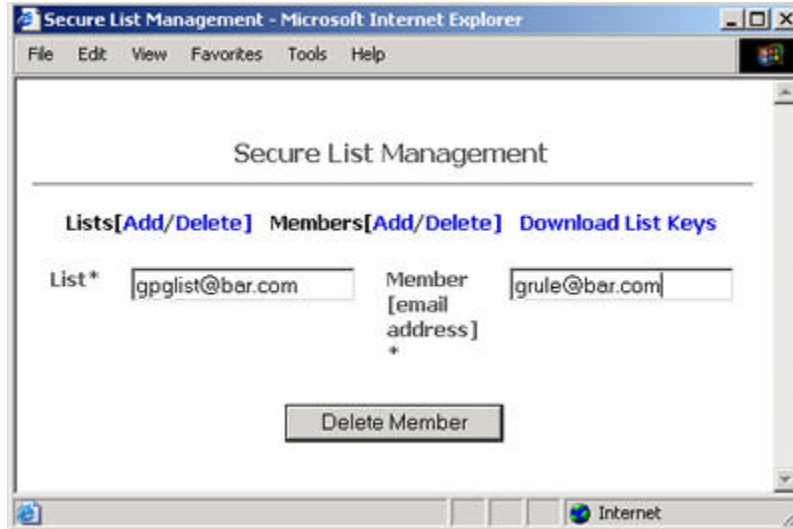 Secure List Management - Microsoft Internet Explorer
File Edit View Favorites Tools Help
Secure List Management
Lists[Add/Delete] Members[Add/Delete] Download List Keys
List* gpglist@bar.com Member grule@bar.com
[email
address]
*
Delete Member
Internet